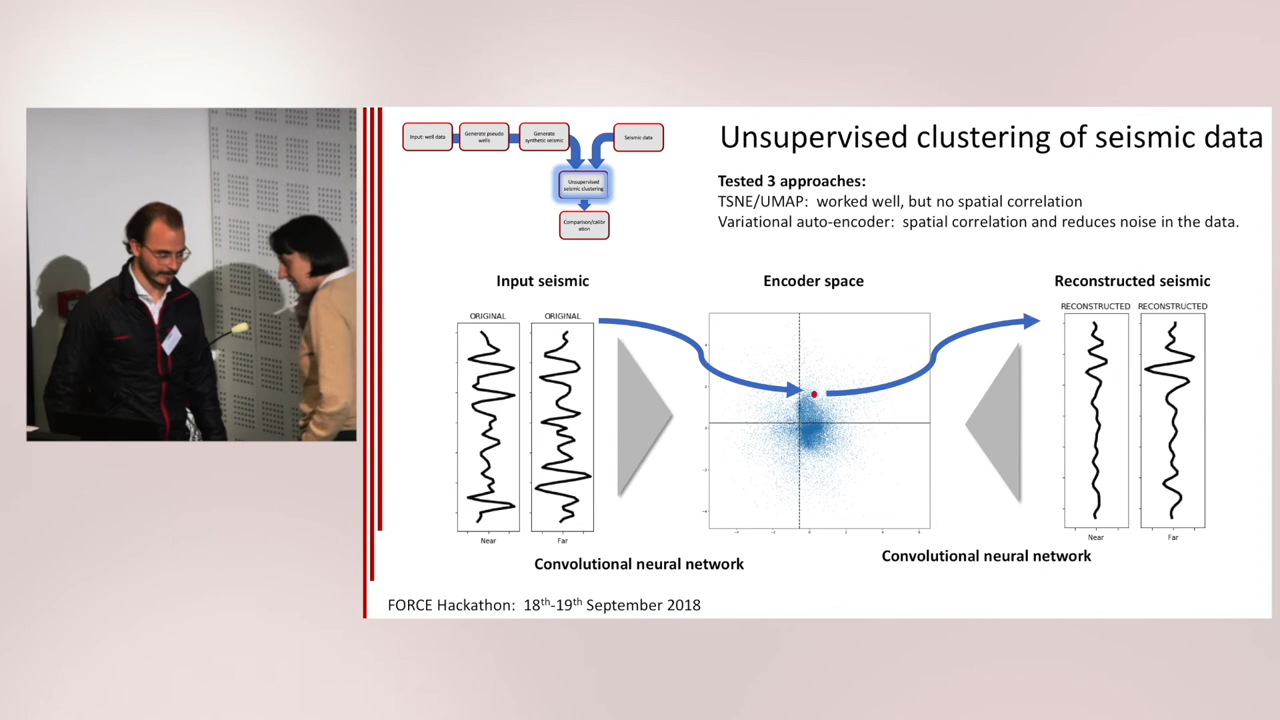 Unsupervised clustering of seismic data
Input: well data
Generate pseudo
wells
Generate
synthetic seismic
Seismic data
Unsupervised
seismic clustering
Comparison/calibr
ation
Tested 3 approaches:
TSNE/UMAP: worked well, but no spatial correlation
Variational auto-encoder: spatial correlation and reduces noise in the data.
Input seismic
Encoder space
Reconstructed seismic
ORIGINAL
ORIGINAL
RECONSTRUCTED
RECONSTRUCTED
Near
Far
Near
Far
Convolutional neural network
Convolutional neural network
FORCE Hackathon: 18th-19th September 2018